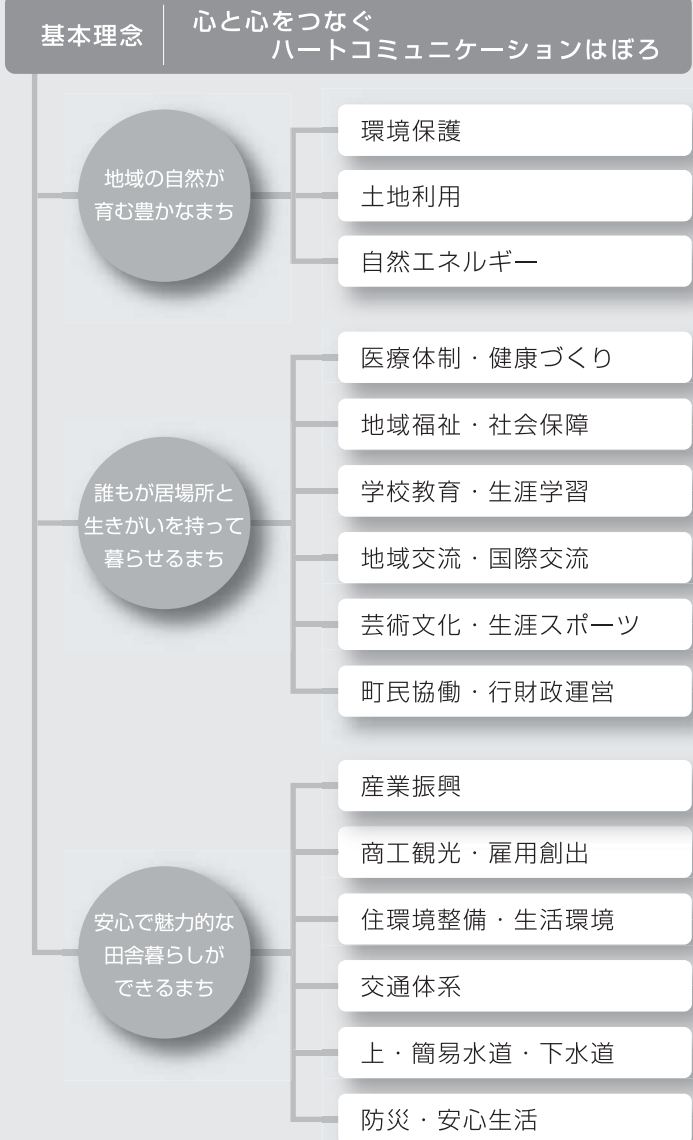 基本理念
心と心をつなぐ
ハートコミュニケーションはぼろ
地域の自然が
育む豊かなまち
環境保護
土地利用
自然エネルギー
誰もが居場所と
生きがいを持って
暮らせるまち
医療体制・健康づくり
地域福祉・社会保障
学校教育・生涯学習
地域交流・国際交流
芸術文化・生涯スポーツ
町民協働・行財政運営
安心で魅力的な
田舎暮らしが
できるまち
産業振興
商工観光・雇用創出
住環境整備・生活環境
交通体系
上・簡易水道・下水道
防災・安心生活